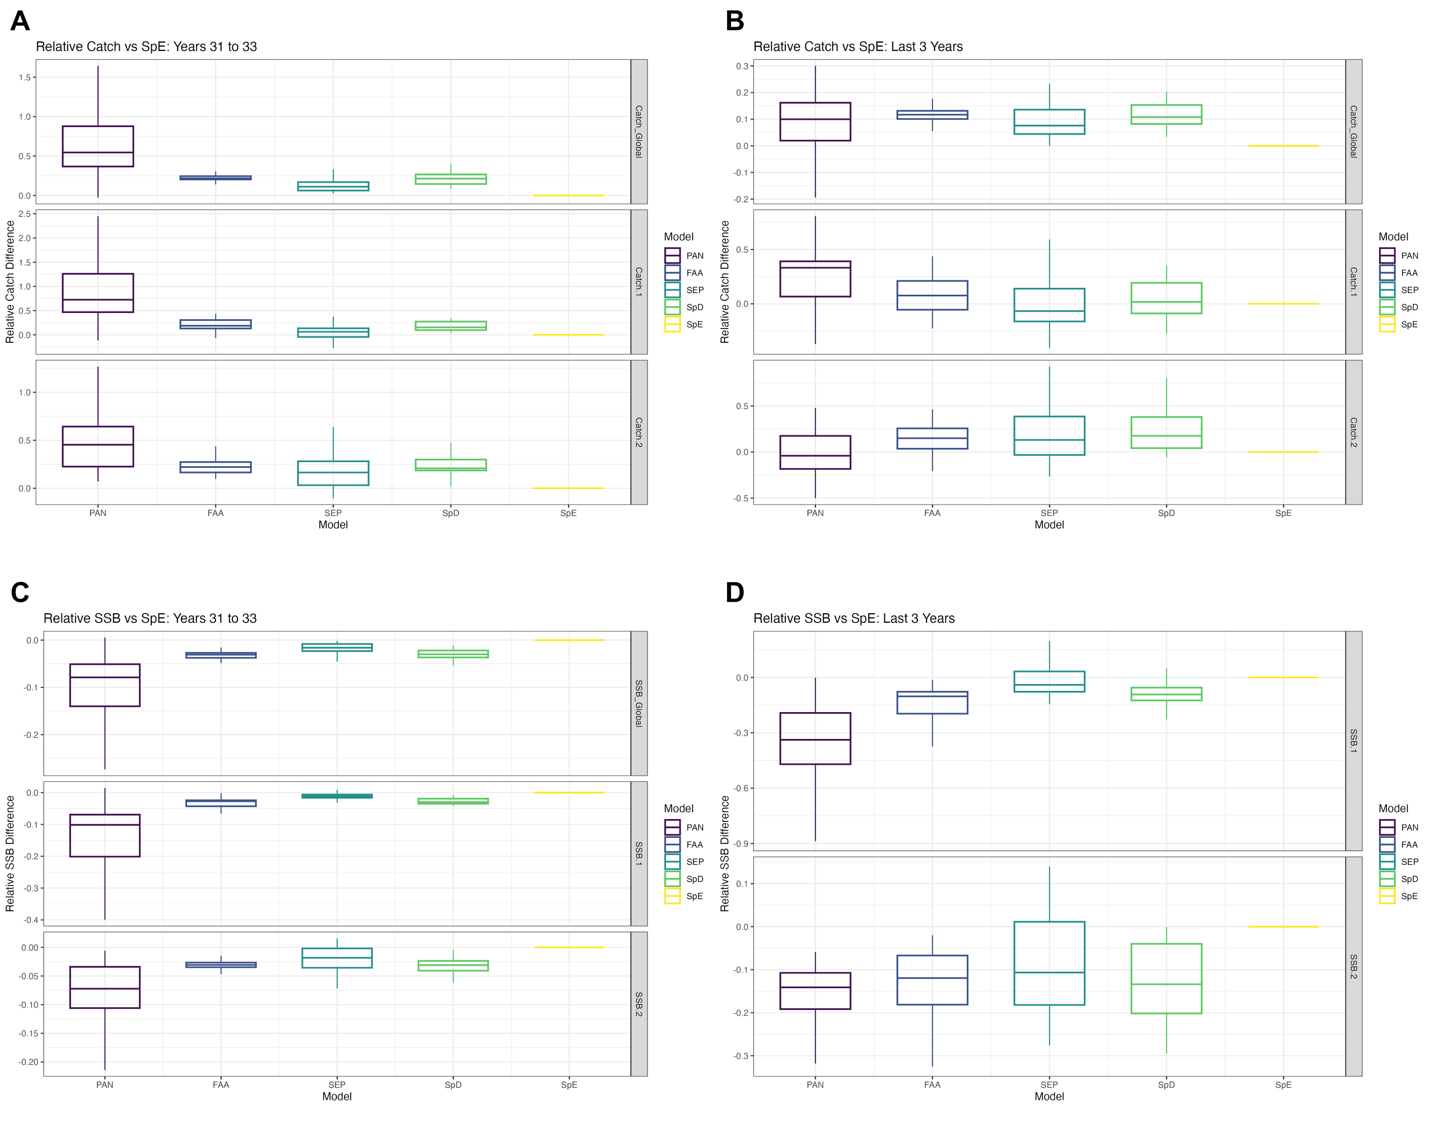 A
Relative Catch vs SpE: Years 31 to 33
Relative Catch Difference
1.5
1.0
0.5
0.0
Catch_Global
2.5
2.0
1.5
1.0
0.5
0.0
Catch.1
1.0
0.5
0.0
Catch.2
PAN FAA SEP SpD SpE
Model
Model
PAN
FAA
SEP
SpD
SpE
B
Relative Catch vs SpE: Last 3 Years
Relative Catch Difference
0.3
0.2
0.1
0.0
-0.1
-0.2
Catch_Global
0.5
0.0
Catch.1
0.5
0.0
-0.5
Catch.2
PAN FAA SEP SpD SpE
Model
Model
PAN
FAA
SEP
SpD
SpE
C
Relative SSB vs SpE: Years 31 to 33
Relative SSB Difference
0.0
-0.1
-0.2
SSB_Global
0.0
-0.1
-0.2
-0.3
-0.4
SSB.1
0.00
-0.05
-0.10
-0.15
-0.20
SSB.2
PAN FAA SEP SpD SpE
Model
Model
PAN
FAA
SEP
SpD
SpE
D
Relative SSB vs SpE: Last 3 Years
Relative SSB Difference
0.0
-0.3
-0.6
-0.9
SSB.1
0.1
0.0
-0.1
-0.2
-0.3
SSB.2
PAN FAA SEP SpD SpE
Model
Model
PAN
FAA
SEP
SpD
SpE